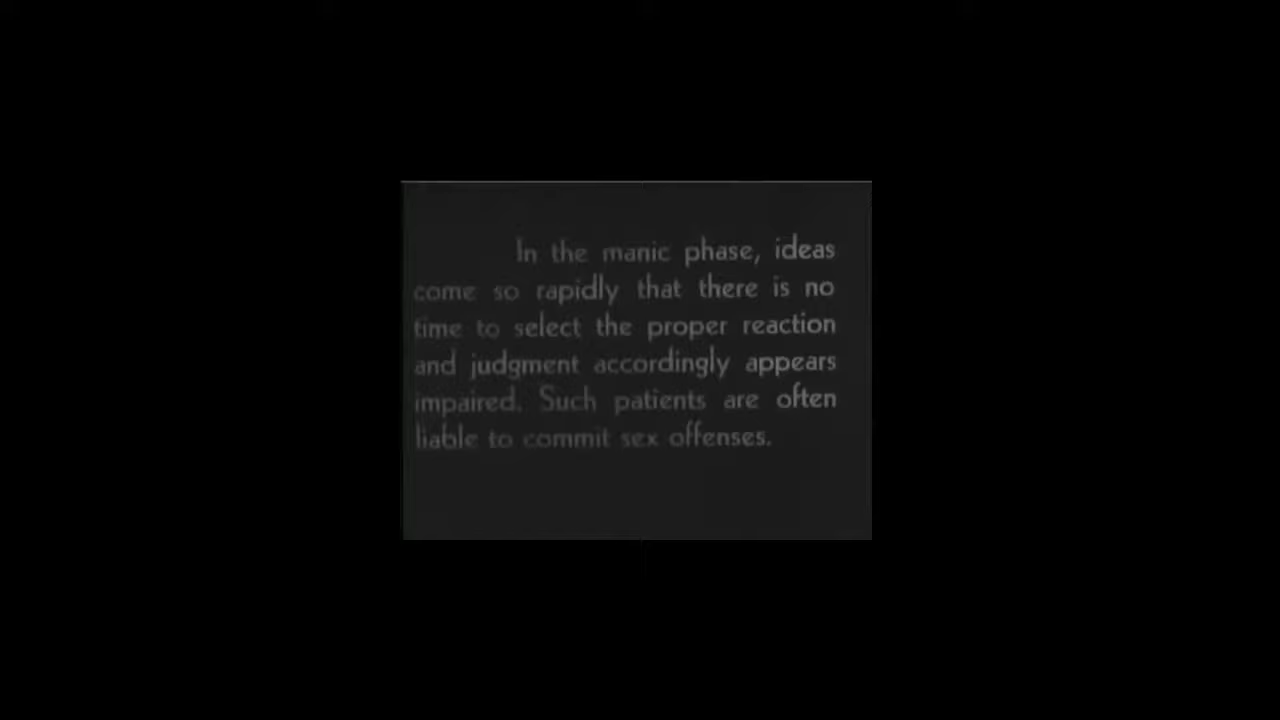 In the manic phase, ideas
come so rapidly that there is no
time to select the proper reaction
and judgment accordingly appears
impaired. Such patients are often
liable to commit sex offenses.